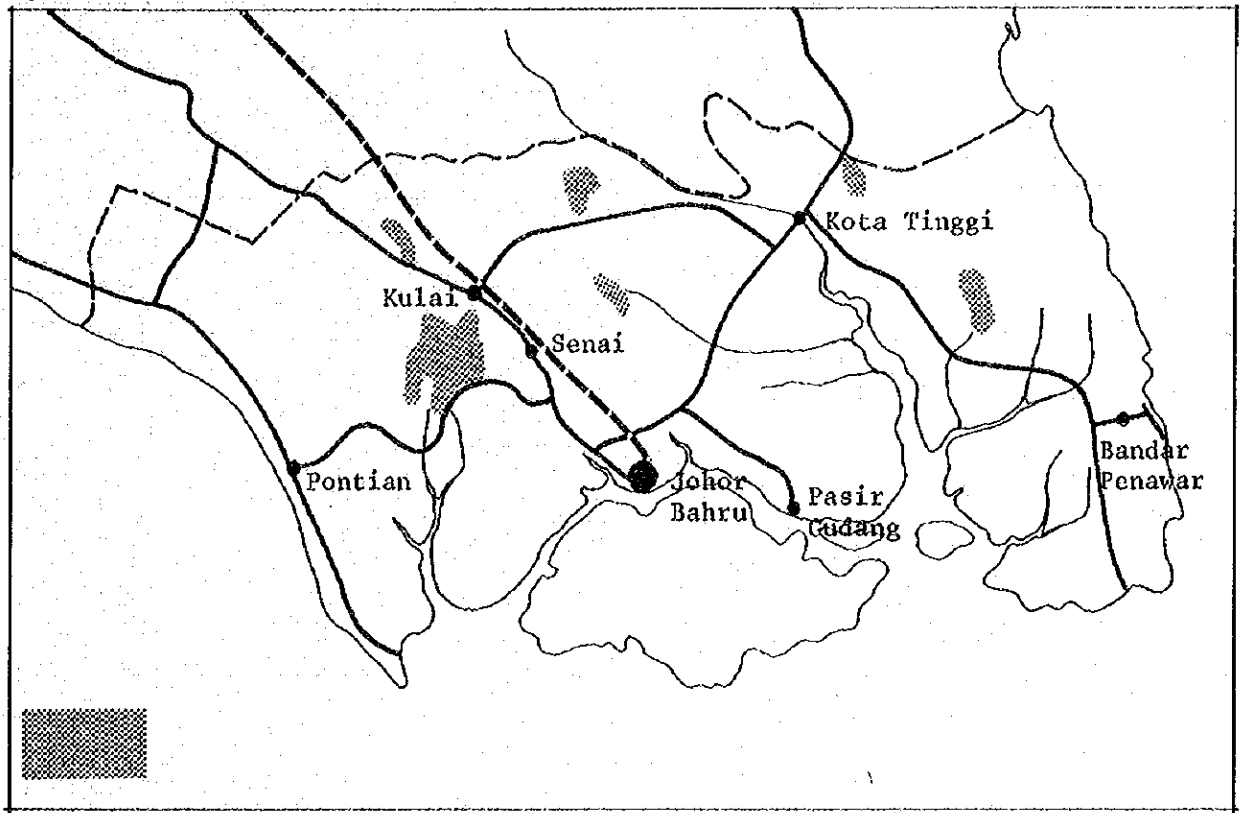 Kota Tinggi
Kulai
Senai
Pontian
Johor
Bahru
Pasir
Gudang
Bandar
Penawar